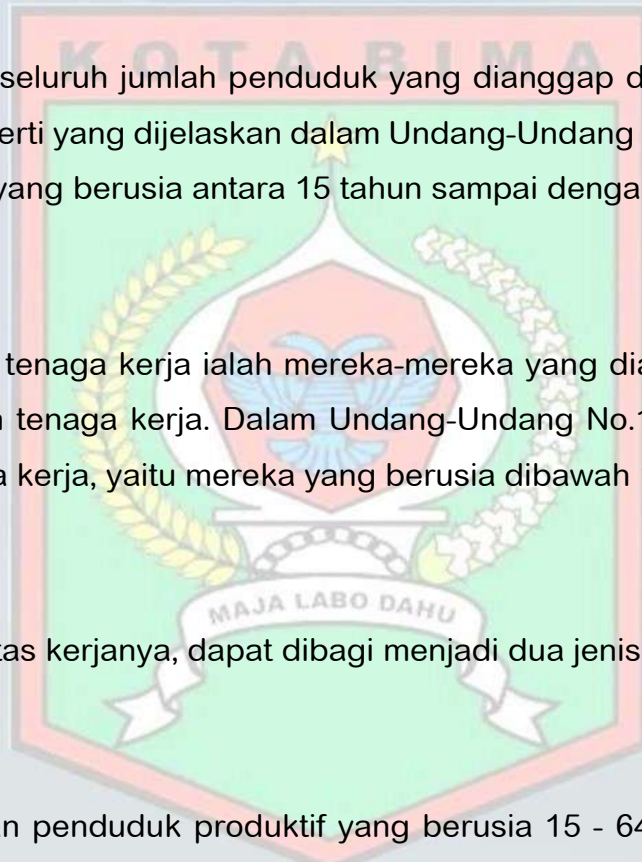 KOTA BIMA
seluruh jumlah penduduk yang dianggap d
erti yang dijelaskan dalam Undang-Undang
yang berusia antara 15 tahun sampai denga
tenaga kerja ialah mereka-mereka yang dia
tenaga kerja. Dalam Undang-Undang No.1
a kerja, yaitu mereka yang berusia dibawah
MAJA LABO DAHU
tas kerjanya, dapat dibagi menjadi dua jenis
n penduduk produktif yang berusia 15 - 64